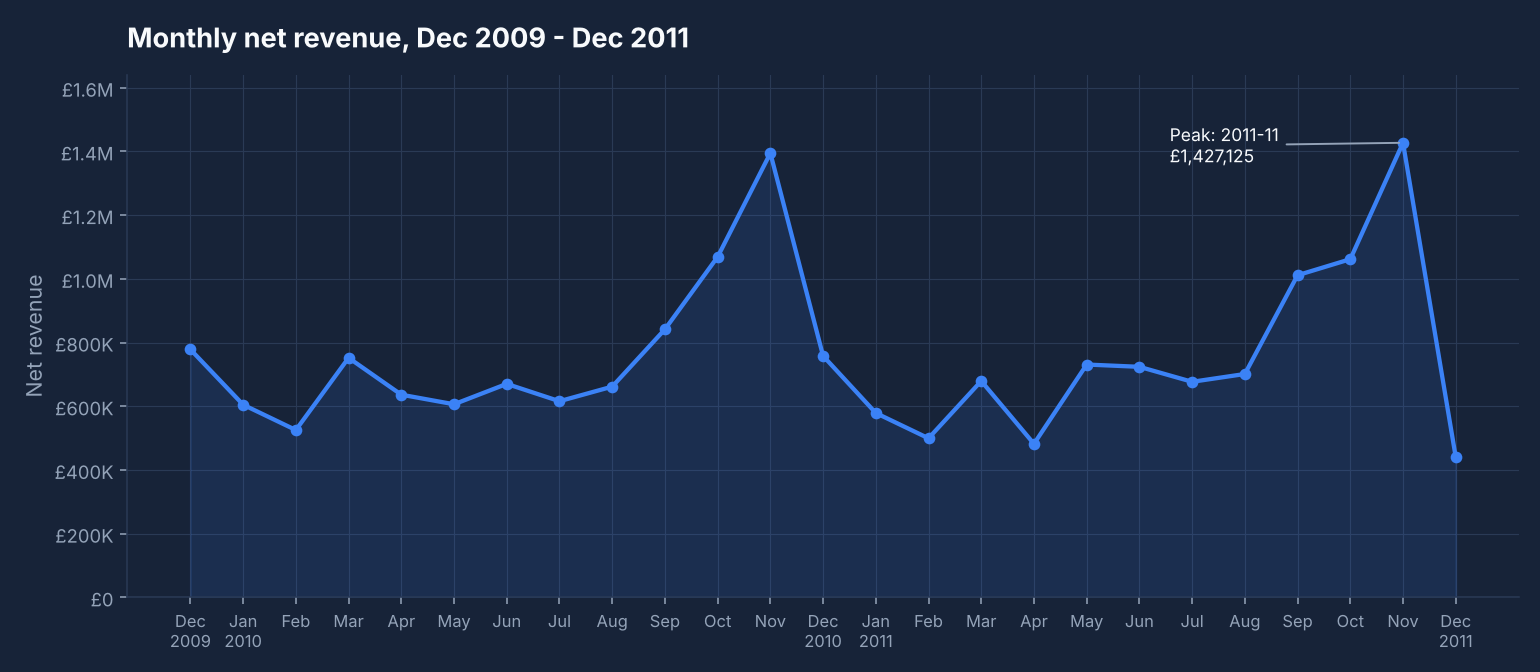 Monthly net revenue, Dec 2009 - Dec 2011
£1.6M
£1.4M
£1.2M
£1.0M
£800K
£600K
£400K
£200K
£0
Net revenue
Peak: 2011-11
£1,427,125
Dec Jan Feb Mar Apr May Jun Jul Aug Sep Oct Nov Dec Jan Feb Mar Apr May Jun Jul Aug Sep Oct Nov Dec
2009 2010 2010 2011 2011